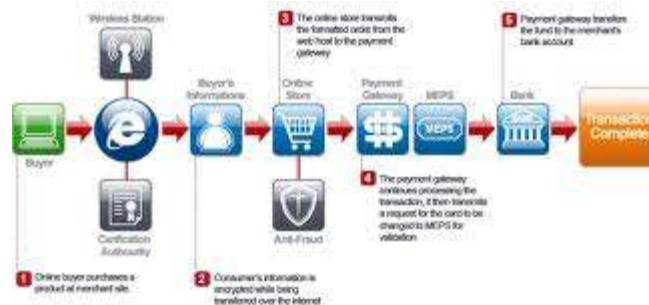 Wireless Station
3
The online store transmits
the formatted order from the
web host to the payment
gateway
5
Payment gateway transfers
the fund to the merchant's
bank account
Buyer's
Informations
Online
Store
Payment
Gateway
MEPS
Bank
MEPS
Transaction
Complete
Buyer
Certification
Authourity
Anti-Fraud
4
The payment gateway
continues processing the
transaction, it then transmits
a request for the card to be
changed to MEPS for
validation
1
Online buyer purchases a
product at merchant site.
2
Consumer's information is
encrypted while being
transferred over the internet